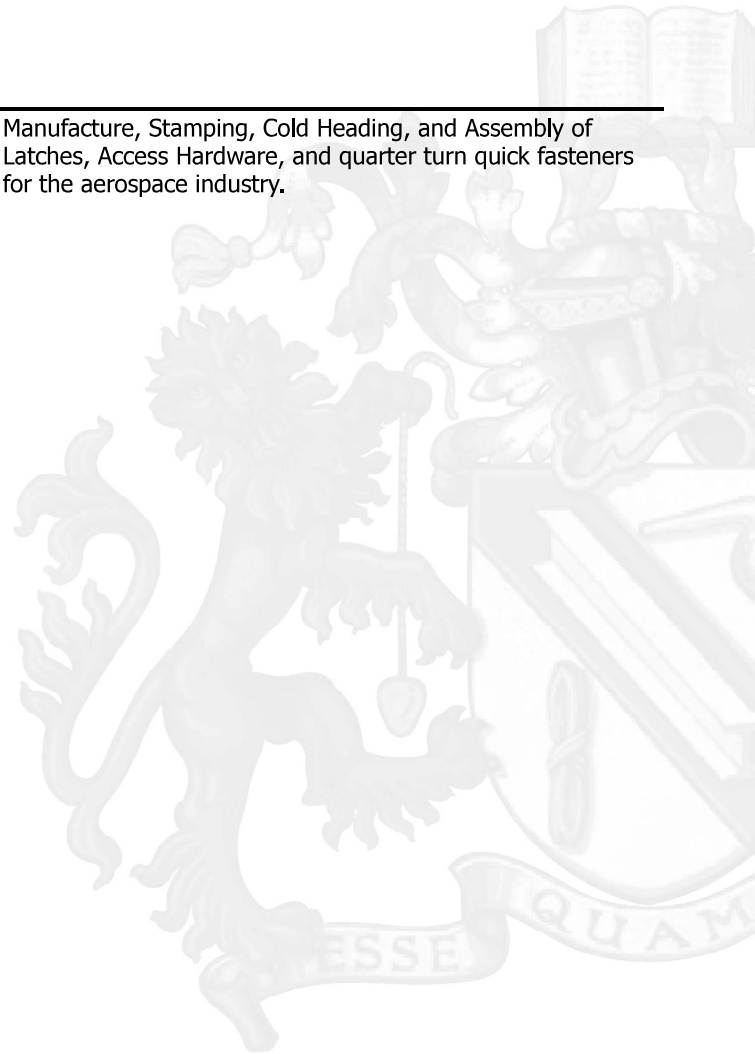 Manufacture, Stamping, Cold Heading, and Assembly of
Latches, Access Hardware, and quarter turn quick fasteners
for the aerospace industry.
ESSE
QUAM